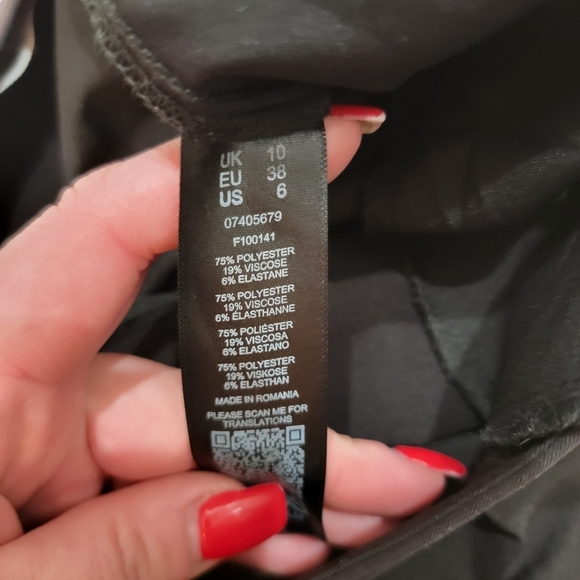 UK 10
EU 38
US 6
07405679
F100141
75% POLYESTER
19% VISCOSE
6% ELASTANE
75% POLYESTER
19% VISCOSE
6% ÉLASTHANNE
75% POLIÉSTER
19% VISCOSA
6% ELASTANO
75% POLYESTER
19% VISKOSE
6% ELASTHAN
MADE IN ROMANIA
PLEASE SCAN ME FOR
TRANSLATIONS